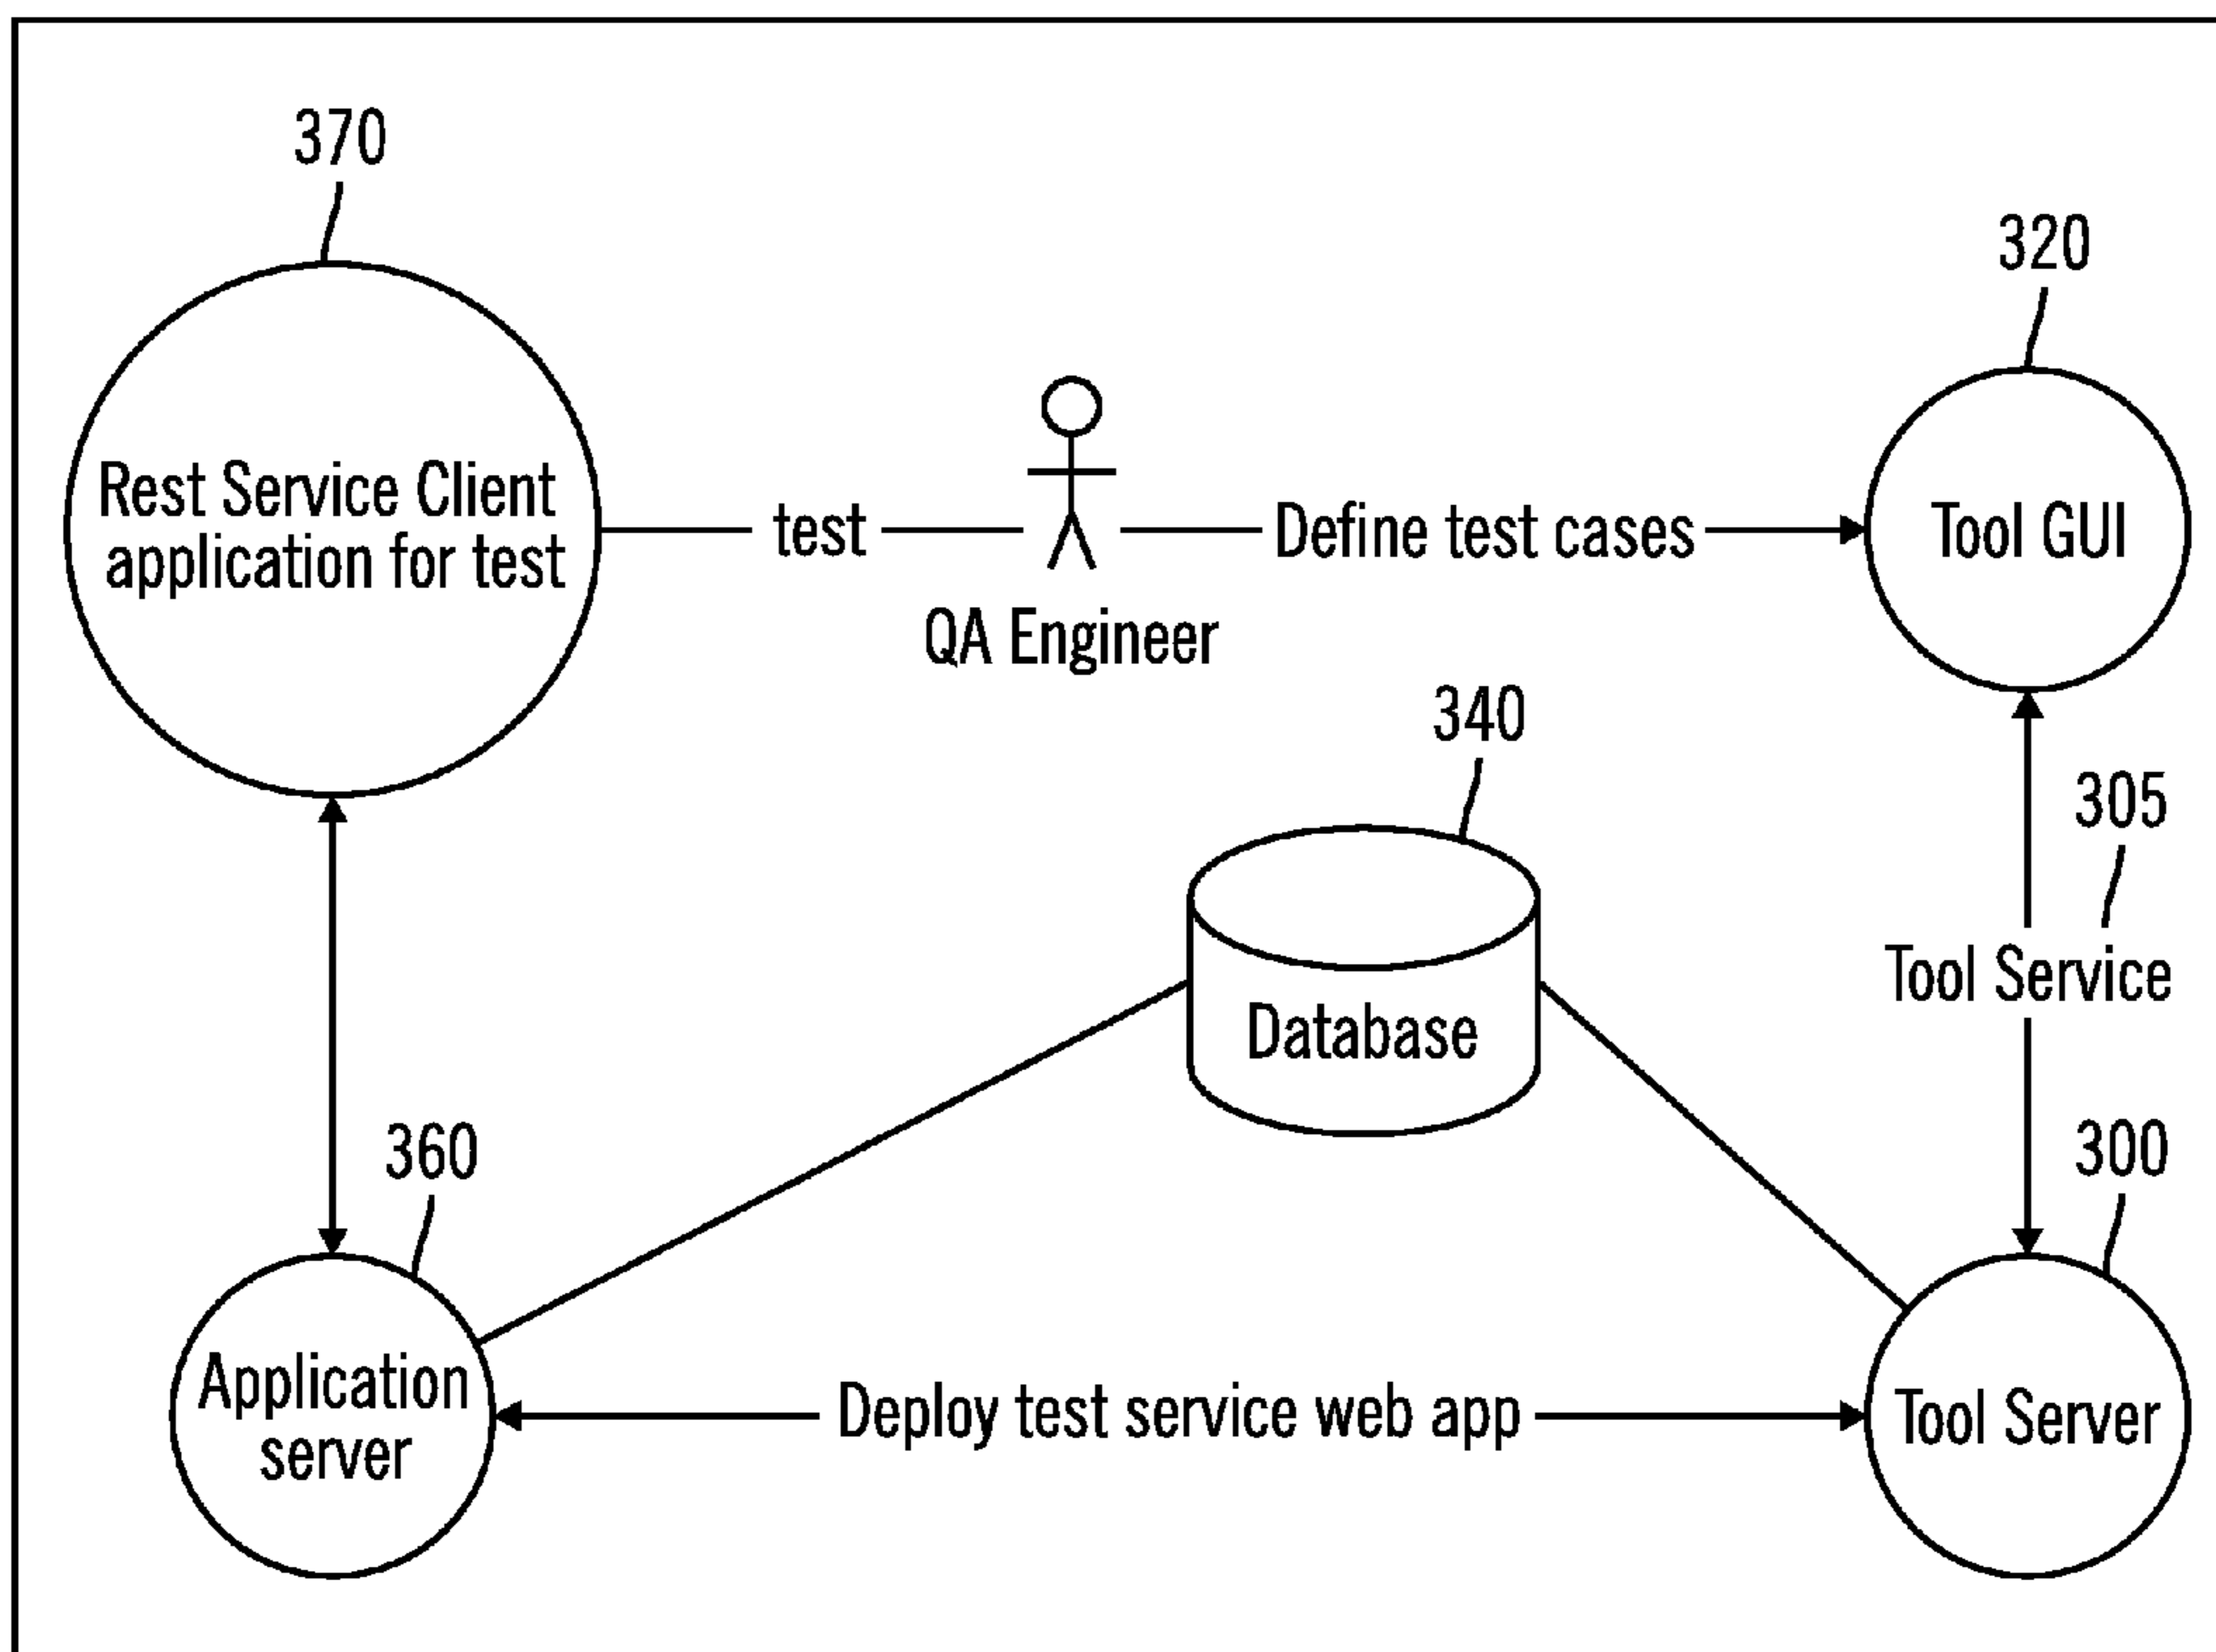 370
320
Rest Service Client
application for test
test
Define test cases
Tool GUI
QA Engineer
340
305
Database
Tool Service
360
300
Application
server
Deploy test service web app
Tool Server